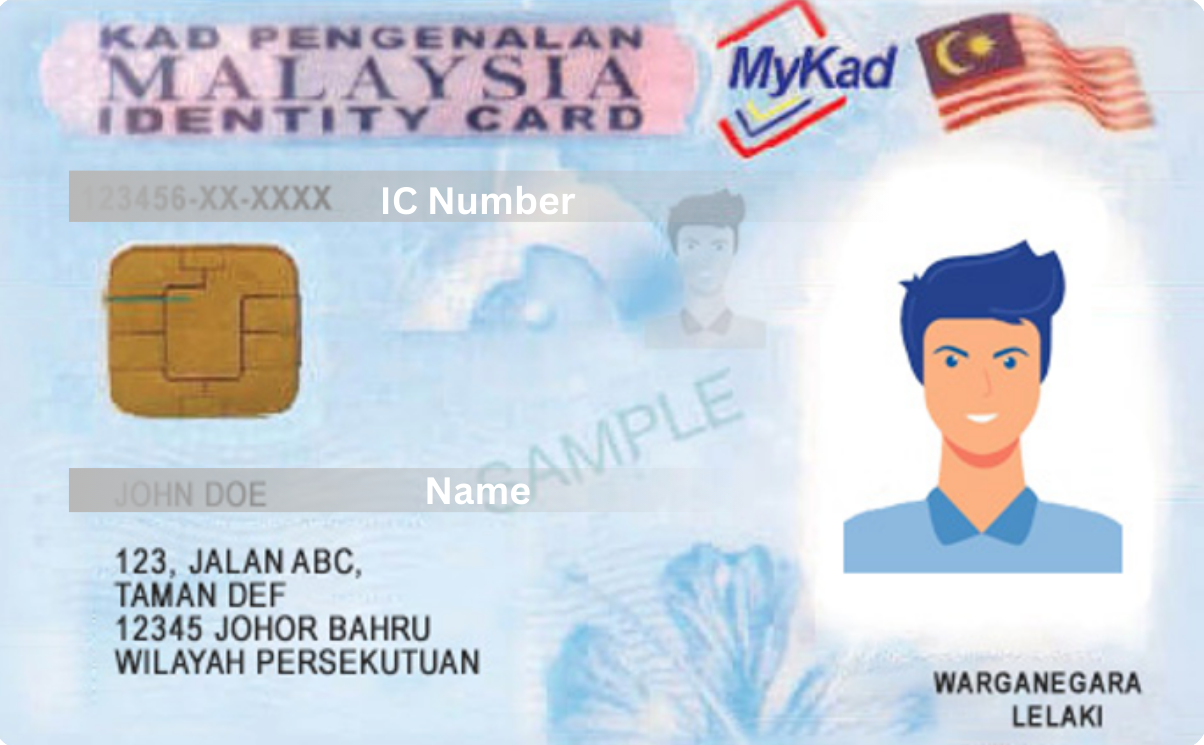 KAD PENGENALAN
MALAYSIA
IDENTITY CARD
MyKad
123456-XX-XXXX IC Number
SAMPLE
JOHN DOE Name
123, JALAN ABC,
TAMAN DEF
12345 JOHOR BAHRU
WILAYAH PERSEKUTUAN
WARGANEGARA
LELAKI